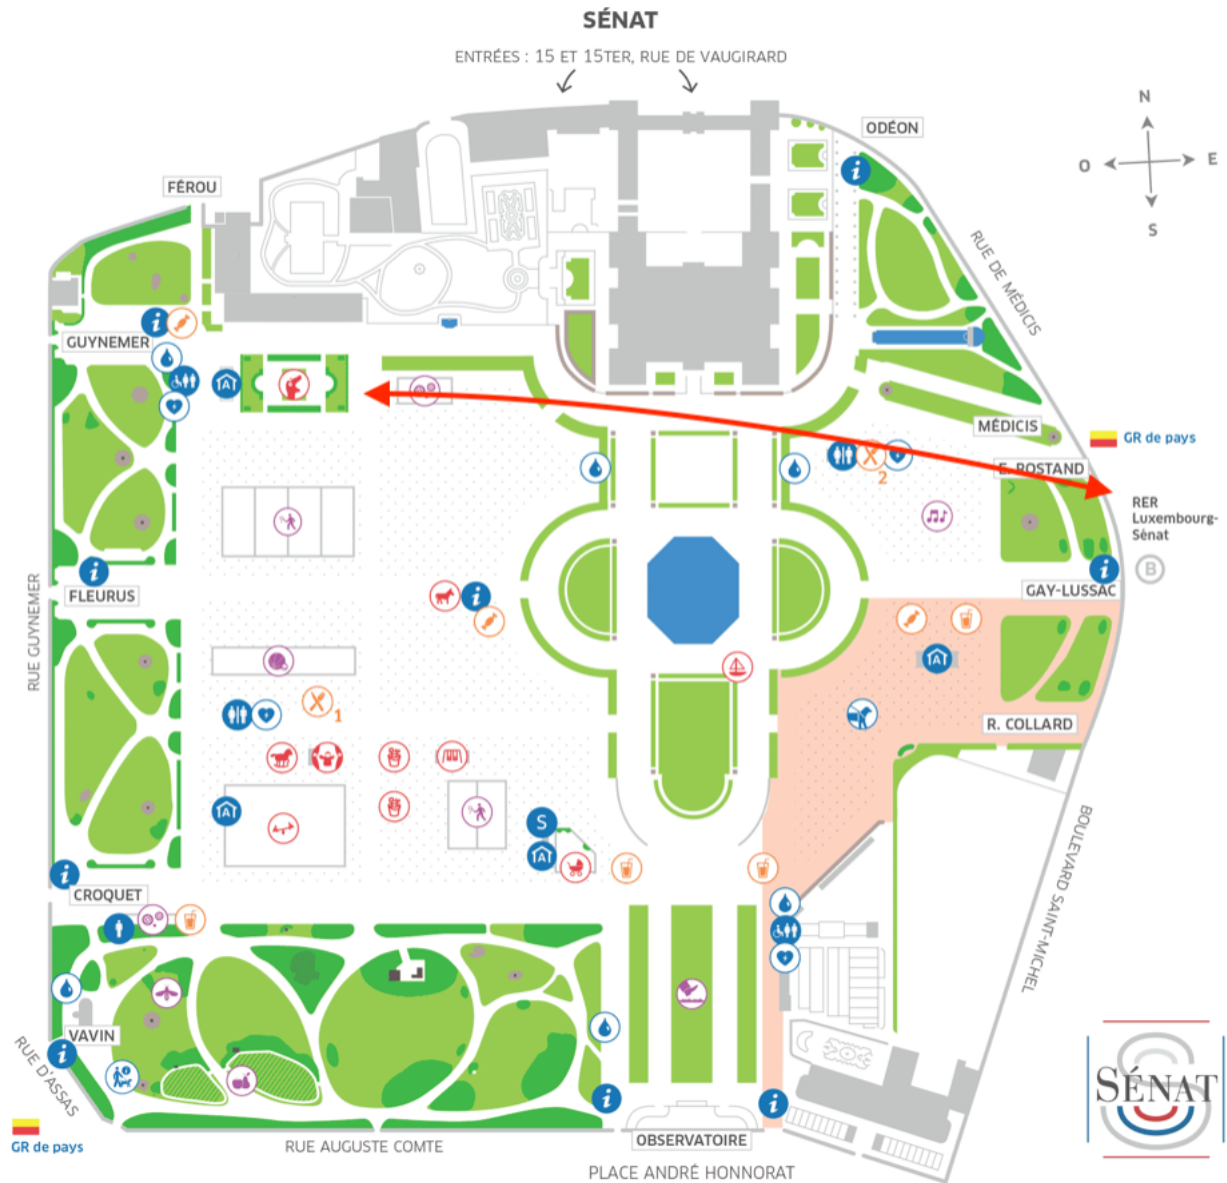 SÉNAT
ENTRÉES : 15 ET 15TER, RUE DE VAUGIRARD
N
O
E
S
ODÉON
FÉROU
RUE DE MÉDICIS
GUYNEMER
A
MÉDICIS
GR de pays
E. ROSTAND
2
RER
Luxembourg-
Sénat
B
FLEURUS
GAY-LUSSAC
RUE GUYNEMER
A
1
R. COLLARD
A
S
A
CROQUET
BOULEVARD SAINT-MICHEL
VAVIN
RUE D'ASSAS
GR de pays
RUE AUGUSTE COMTE
OBSERVATOIRE
PLACE ANDRÉ HONNORAT
SÉNAT